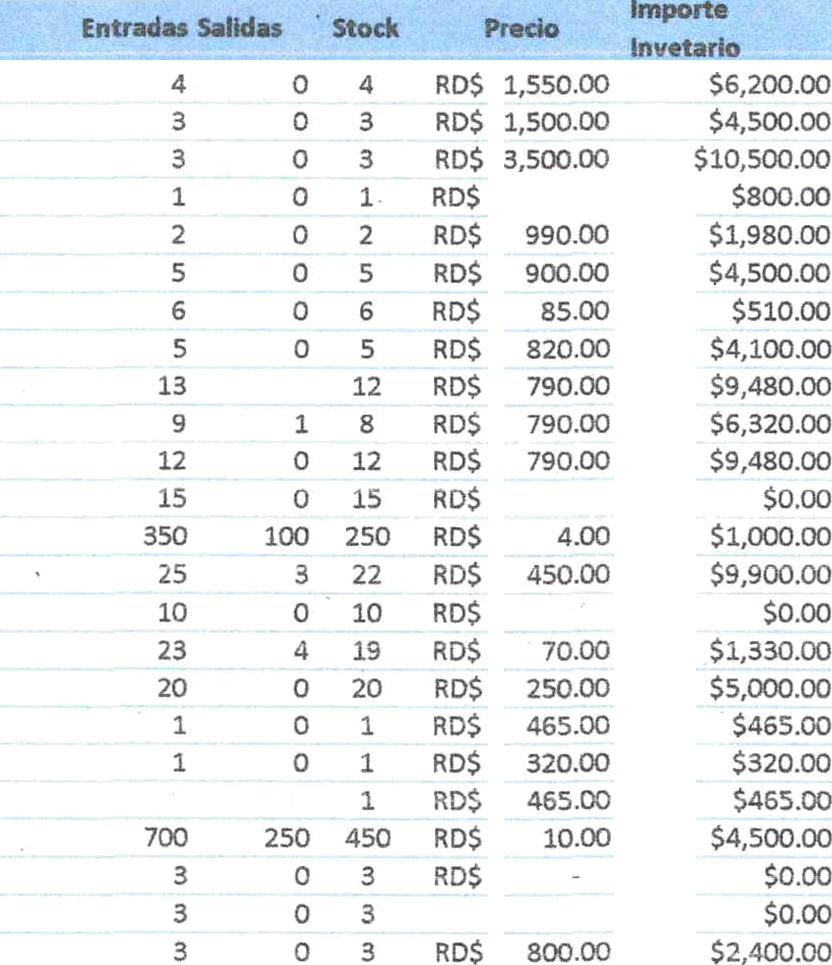 Entradas Salidas Stock Precio Importe Invetario
4 0 4 RD$ 1,550.00 $6,200.00
3 0 3 RD$ 1,500.00 $4,500.00
3 0 3 RD$ 3,500.00 $10,500.00
1 0 1 RD$ $800.00
2 0 2 RD$ 990.00 $1,980.00
5 0 5 RD$ 900.00 $4,500.00
6 0 6 RD$ 85.00 $510.00
5 0 5 RD$ 820.00 $4,100.00
13 12 RD$ 790.00 $9,480.00
9 1 8 RD$ 790.00 $6,320.00
12 0 12 RD$ 790.00 $9,480.00
15 0 15 RD$ $0.00
350 100 250 RD$ 4.00 $1,000.00
25 3 22 RD$ 450.00 $9,900.00
10 0 10 RD$ $0.00
23 4 19 RD$ 70.00 $1,330.00
20 0 20 RD$ 250.00 $5,000.00
1 0 1 RD$ 465.00 $465.00
1 0 1 RD$ 320.00 $320.00
1 RD$ 465.00 $465.00
700 250 450 RD$ 10.00 $4,500.00
3 0 3 RD$ - $0.00
3 0 3 $0.00
3 0 3 RD$ 800.00 $2,400.00